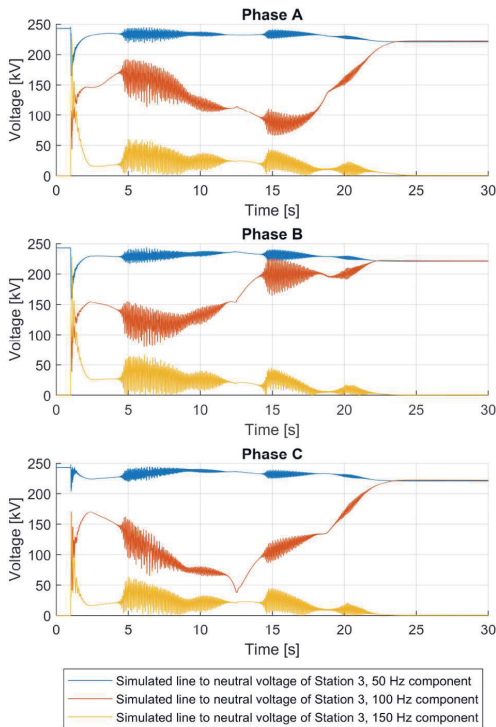 Phase A
250
200
150
100
50
0
Voltage [kV]
0 5 10 15 20 25 30
Time [s]
Phase B
250
200
150
100
50
0
Voltage [kV]
0 5 10 15 20 25 30
Time [s]
Phase C
250
200
150
100
50
0
Voltage [kV]
0 5 10 15 20 25 30
Time [s]
Simulated line to neutral voltage of Station 3, 50 Hz component
Simulated line to neutral voltage of Station 3, 100 Hz component
Simulated line to neutral voltage of Station 3, 150 Hz component